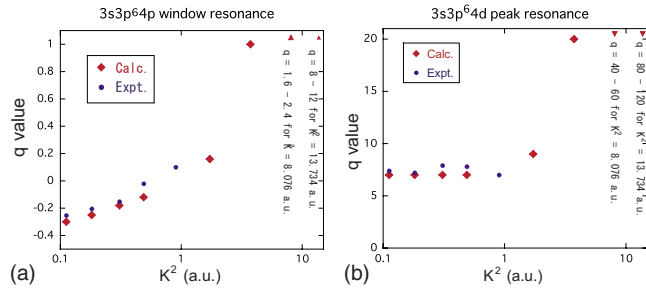 3s3p⁶4p window resonance
1
0.8
0.6
0.4
0.2
0
-0.2
-0.4
q value
Calc.
Expt.
q = 1.6 - 2.4 for K² = 8.076 a.u.
q = 8 - 12 for K² = 13.734 a.u.
0.1
1
10
K² (a.u.)
(a)
3s3p⁶4d peak resonance
20
15
10
5
0
q value
Calc.
Expt.
q = 40 - 60 for K² = 8.076 a.u.
q = 80 - 120 for K² = 13.734 a.u.
0.1
1
10
K² (a.u.)
(b)